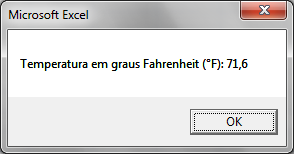 Microsoft Excel
Temperatura em graus Fahrenheit (°F): 71,6
OK